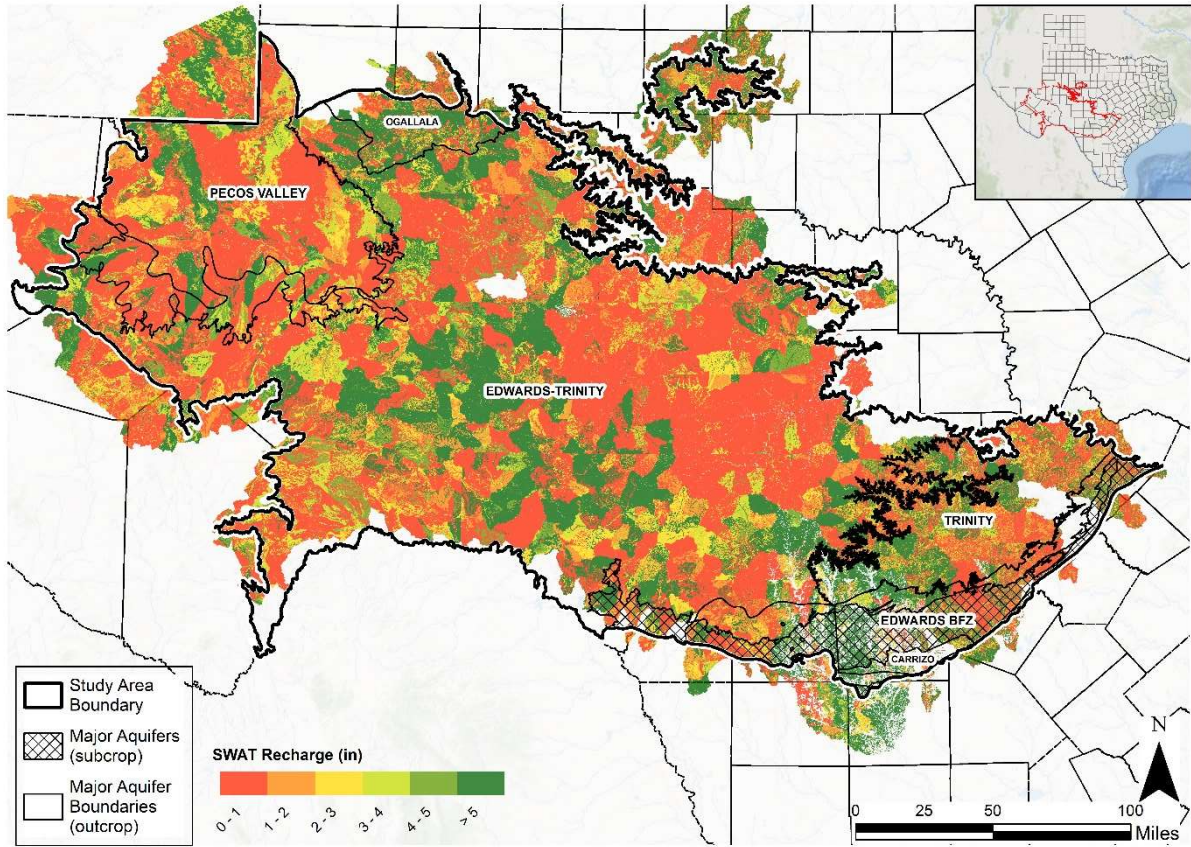 OGALLALA
PECOS VALLEY
EDWARDS-TRINITY
TRINITY
EDWARDS BFZ
CARRIZO
Study Area
Boundary
Major Aquifers
(subcrop)
Major Aquifer
Boundaries
(outcrop)
SWAT Recharge (in)
0 - 1
1 - 2
2 - 3
3 - 4
4 - 5
> 5
N
0 25 50 100
Miles